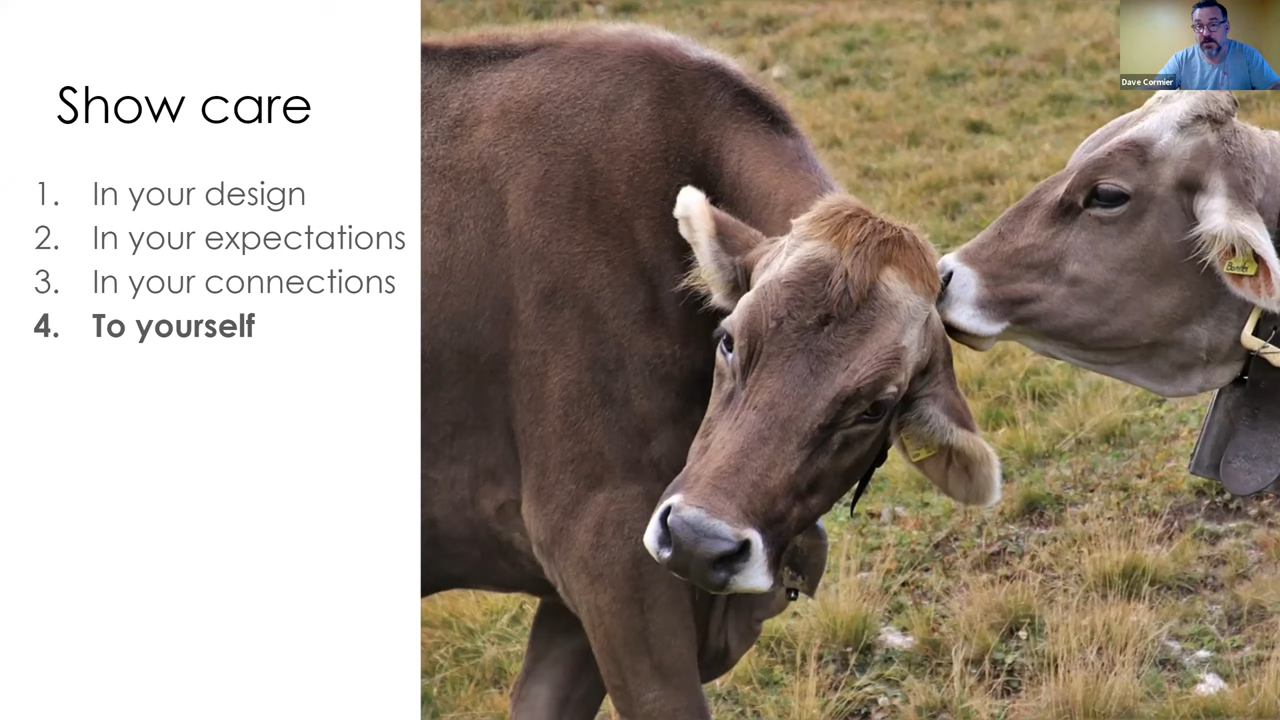 Show care
1. In your design
2. In your expectations
3. In your connections
4. To yourself
Dave Cormier